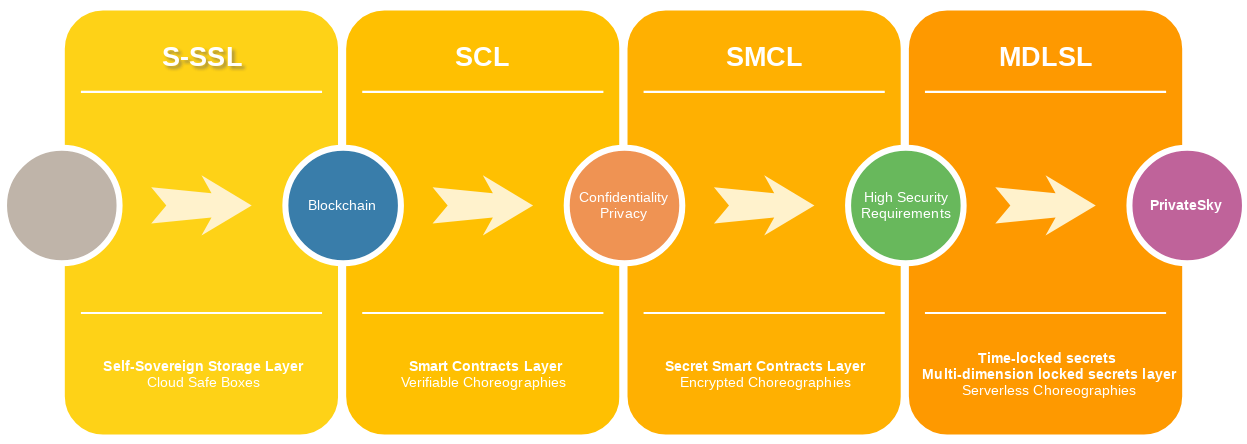 S-SSL
SCL
SMCL
MDLSL
Blockchain
Confidentiality
Privacy
High Security
Requirements
PrivateSky
Self-Sovereign Storage Layer
Cloud Safe Boxes
Smart Contracts Layer
Verifiable Choreographies
Secret Smart Contracts Layer
Encrypted Choreographies
Time-locked secrets
Multi-dimension locked secrets layer
Serverless Choreographies